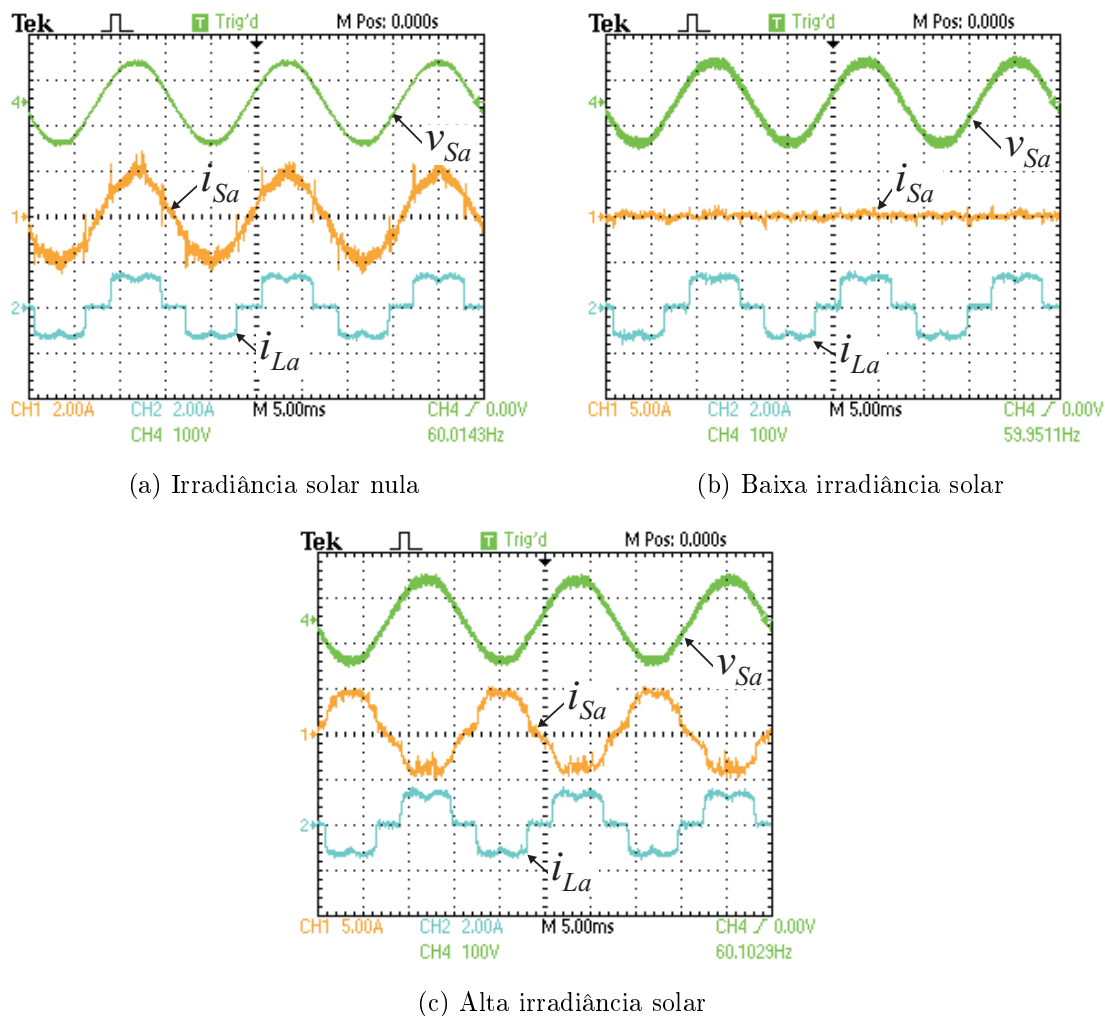 Tek T Trig'd M Pos: 0.000s
4
v_Sa
i_Sa
1
2
i_La
CH1 2.00A CH2 2.00A M 5.00ms CH4 / 0.00V
CH4 100V 60.0143Hz
(a) Irradiância solar nula
Tek T Trig'd M Pos: 0.000s
4
v_Sa
i_Sa
1
2
i_La
CH1 5.00A CH2 2.00A M 5.00ms CH4 / 0.00V
CH4 100V 59.9511Hz
(b) Baixa irradiância solar
Tek T Trig'd M Pos: 0.000s
4
v_Sa
i_Sa
1
2
i_La
CH1 5.00A CH2 2.00A M 5.00ms CH4 / 0.00V
CH4 100V 60.1029Hz
(c) Alta irradiância solar